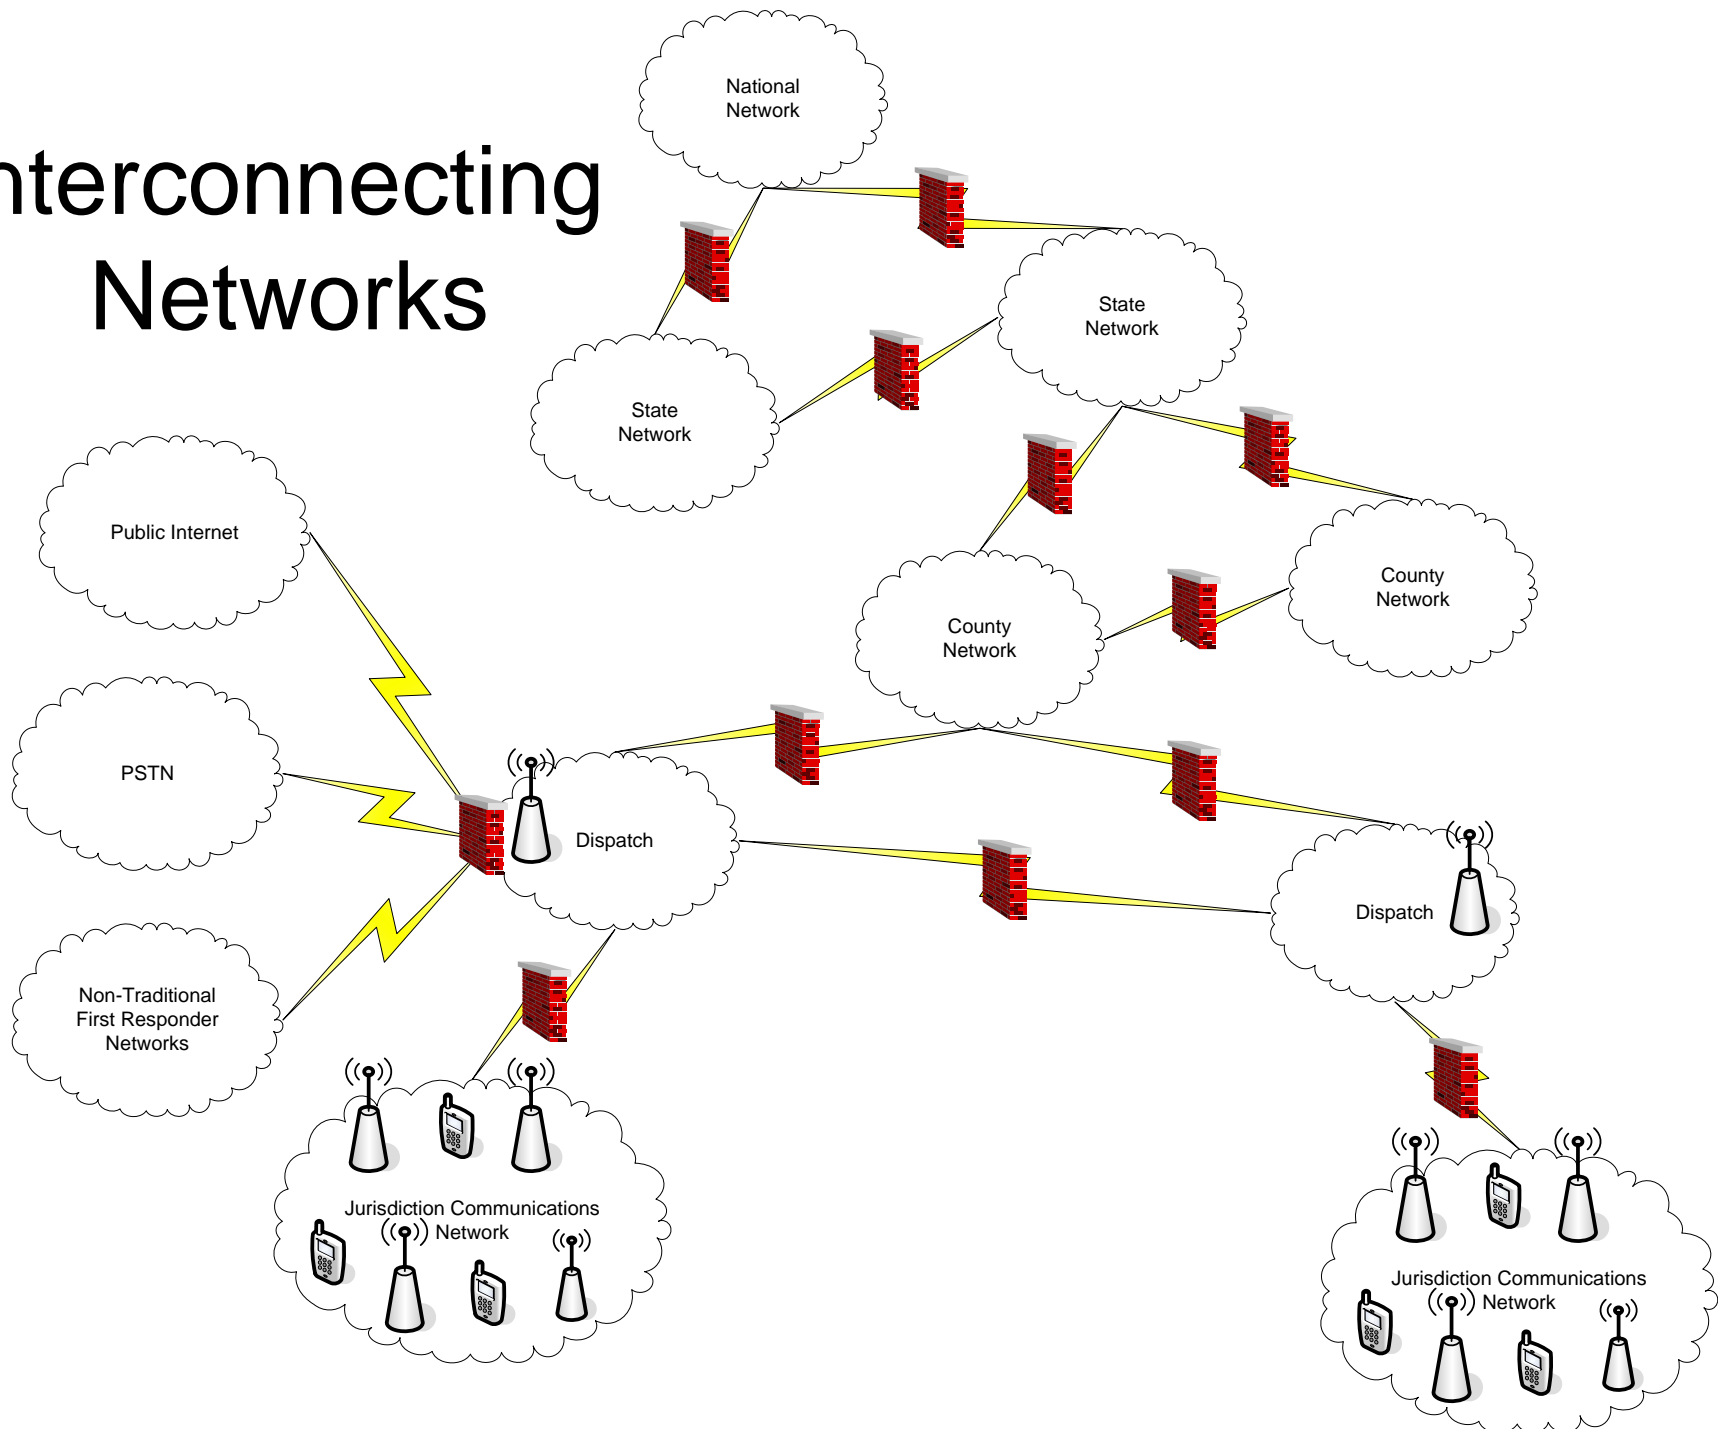 nterconnecting
Networks
National
Network
State
Network
State
Network
Public Internet
County
Network
County
Network
PSTN
Dispatch
Dispatch
Non-Traditional
First Responder
Networks
Jurisdiction Communications
Network
Jurisdiction Communications
Network